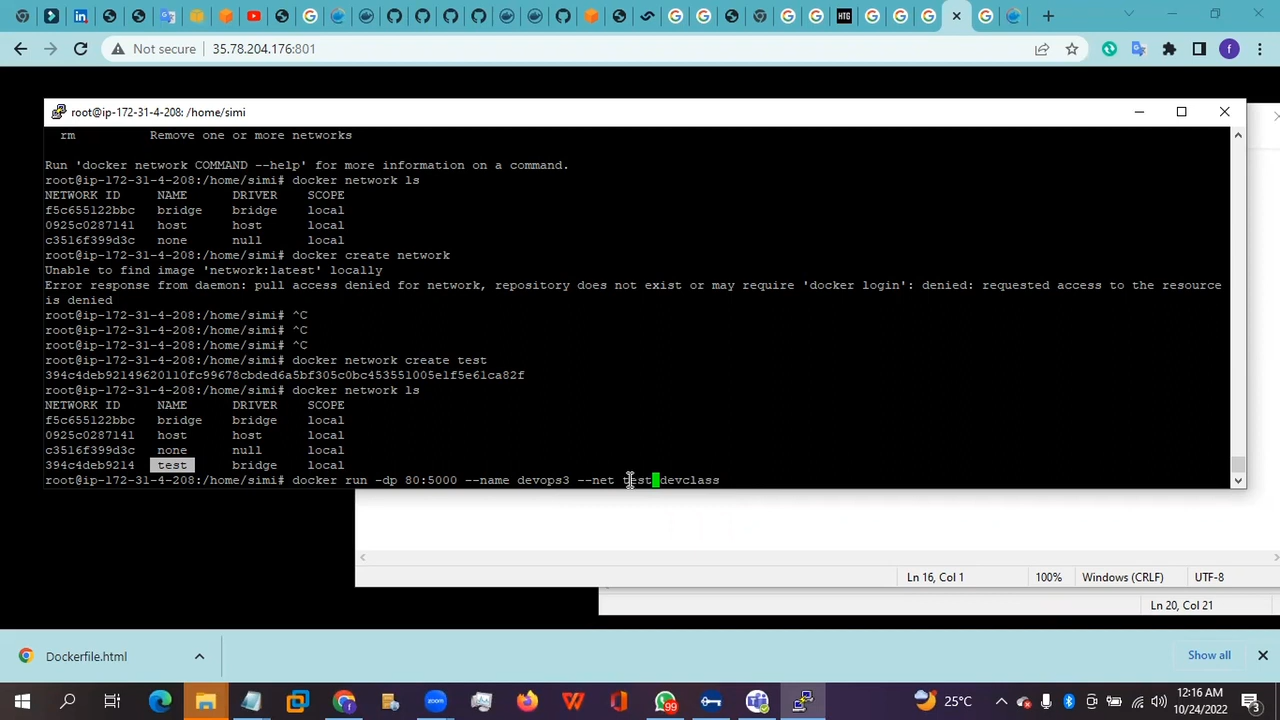 HTG
Not secure
35.78.204.176:801
f
root@ip-172-31-4-208: /home/simi
rm Remove one or more networks
Run 'docker network COMMAND --help' for more information on a command.
root@ip-172-31-4-208:/home/simi# docker network ls
NETWORK ID NAME DRIVER SCOPE
f5c655122bbc bridge bridge local
0925c0287141 host host local
c3516f399d3c none null local
root@ip-172-31-4-208:/home/simi# docker create network
Unable to find image 'network:latest' locally
Error response from daemon: pull access denied for network, repository does not exist or may require 'docker login': denied: requested access to the resource
is denied
root@ip-172-31-4-208:/home/simi# ^C
root@ip-172-31-4-208:/home/simi# ^C
root@ip-172-31-4-208:/home/simi# ^C
root@ip-172-31-4-208:/home/simi# docker network create test
394c4deb92149620110fc99678cbded6a5bf305c0bc453551005e1f5e61ca82f
root@ip-172-31-4-208:/home/simi# docker network ls
NETWORK ID NAME DRIVER SCOPE
f5c655122bbc bridge bridge local
0925c0287141 host host local
c3516f399d3c none null local
394c4deb9214 test bridge local
root@ip-172-31-4-208:/home/simi# docker run -dp 80:5000 --name devops3 --net test devclass
Ln 16, Col 1 100% Windows (CRLF) UTF-8
Ln 20, Col 21
Dockerfile.html
Show all
zoom
99
25°C
12:16 AM
10/24/2022
3